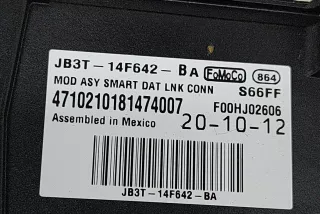 JB3T-14F642-BA FoMoCo 864
MOD ASY SMART DAT LNK CONN S66FF
4710210181474007 F00HJ02606
Assembled in Mexico 20-10-12
JB3T-14F642-BA